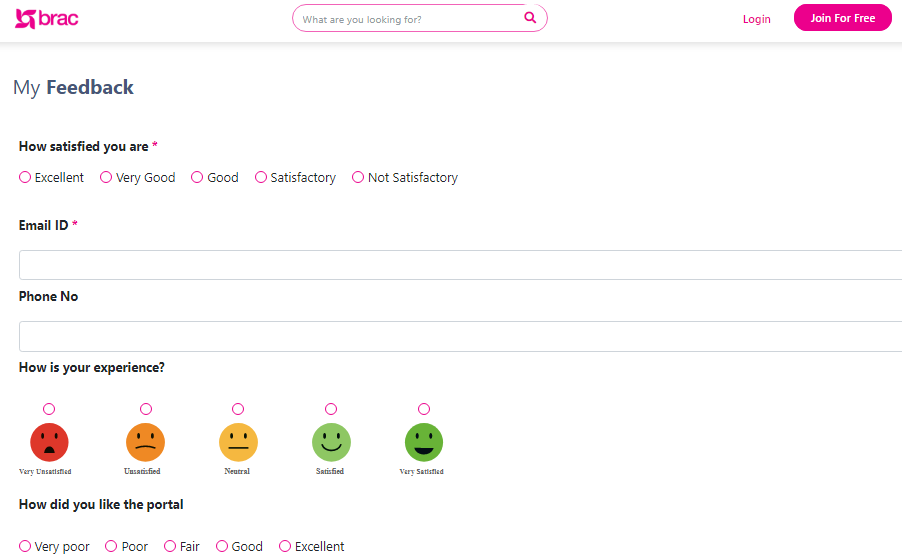 brac
What are you looking for?
Login
Join For Free
My Feedback
How satisfied you are *
Excellent Very Good Good Satisfactory Not Satisfactory
Email ID *
Phone No
How is your experience?
Very Unsatisfied Unsatisfied Neutral Satisfied Very Satisfied
How did you like the portal
Very poor Poor Fair Good Excellent